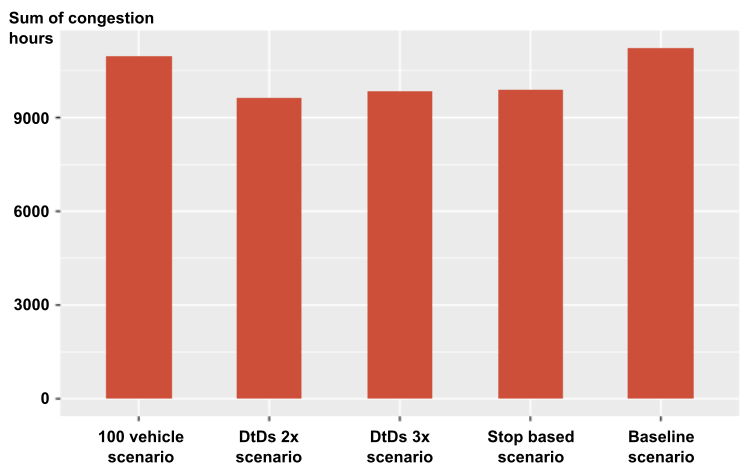 Sum of congestion
hours
9000
6000
3000
0
100 vehicle
scenario
DtDs 2x
scenario
DtDs 3x
scenario
Stop based
scenario
Baseline
scenario